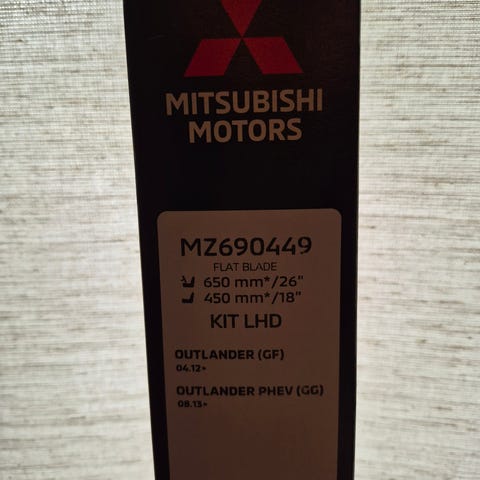 MITSUBISHI
MOTORS
MZ690449
FLAT BLADE
650 mm*/26"
450 mm*/18"
KIT LHD
OUTLANDER (GF)
04.12▸
OUTLANDER PHEV (GG)
08.13▸